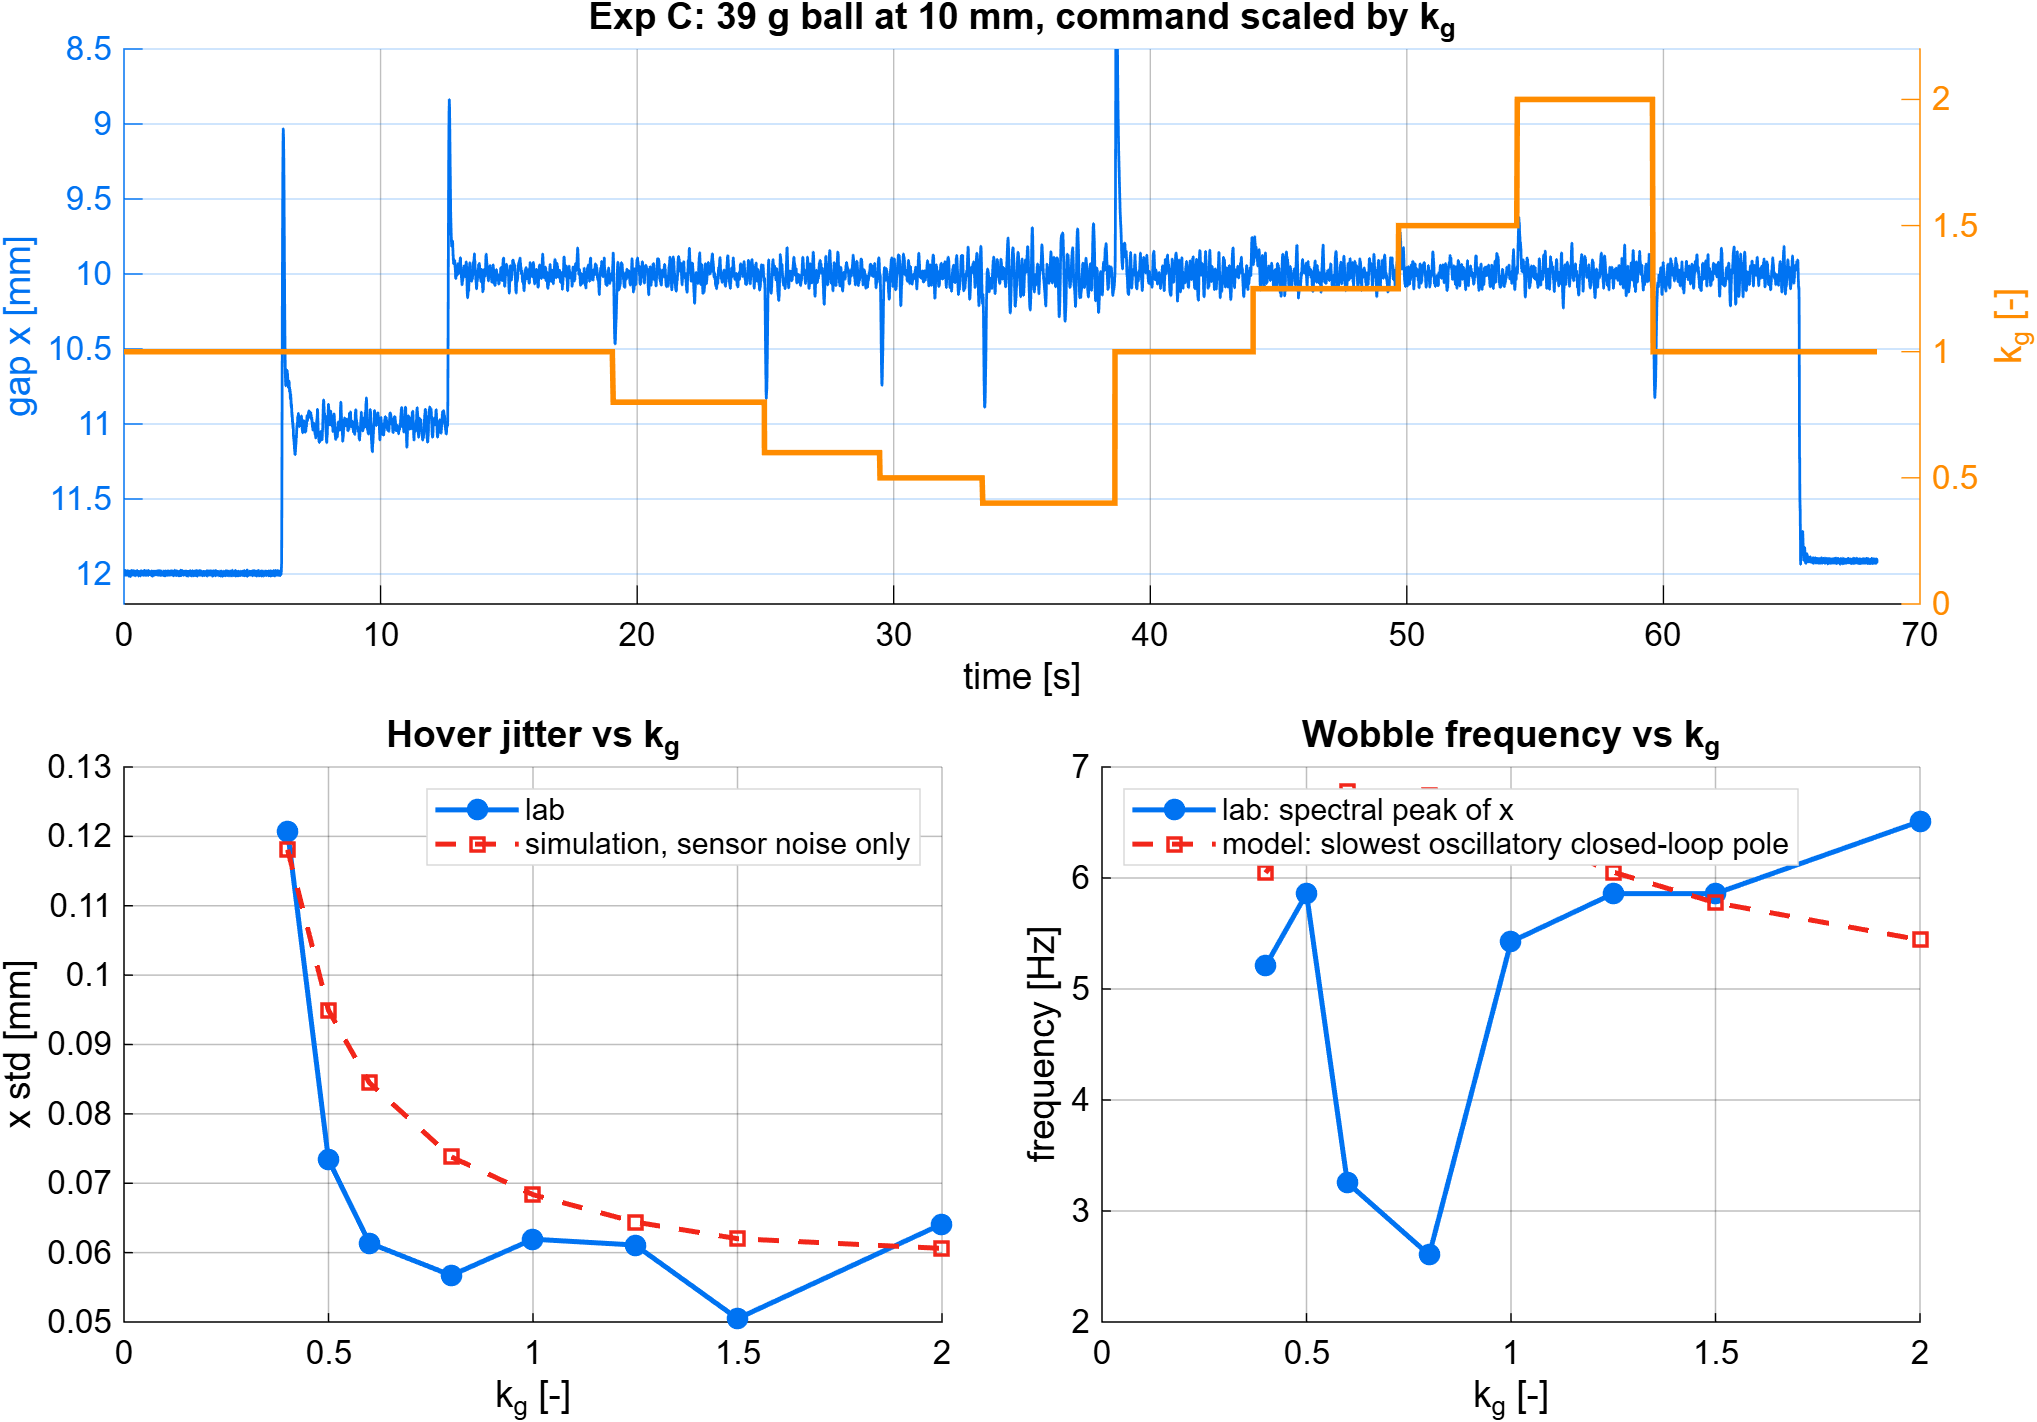 Exp C: 39 g ball at 10 mm, command scaled by kg
8.5
9
9.5
10
10.5
11
11.5
12
gap x [mm]
2
1.5
1
0.5
0
kg [-]
0 10 20 30 40 50 60 70
time [s]
Hover jitter vs kg
0.13
0.12
0.11
0.1
0.09
0.08
0.07
0.06
0.05
x std [mm]
lab
simulation, sensor noise only
0 0.5 1 1.5 2
kg [-]
Wobble frequency vs kg
7
6
5
4
3
2
frequency [Hz]
lab: spectral peak of x
model: slowest oscillatory closed-loop pole
0 0.5 1 1.5 2
kg [-]